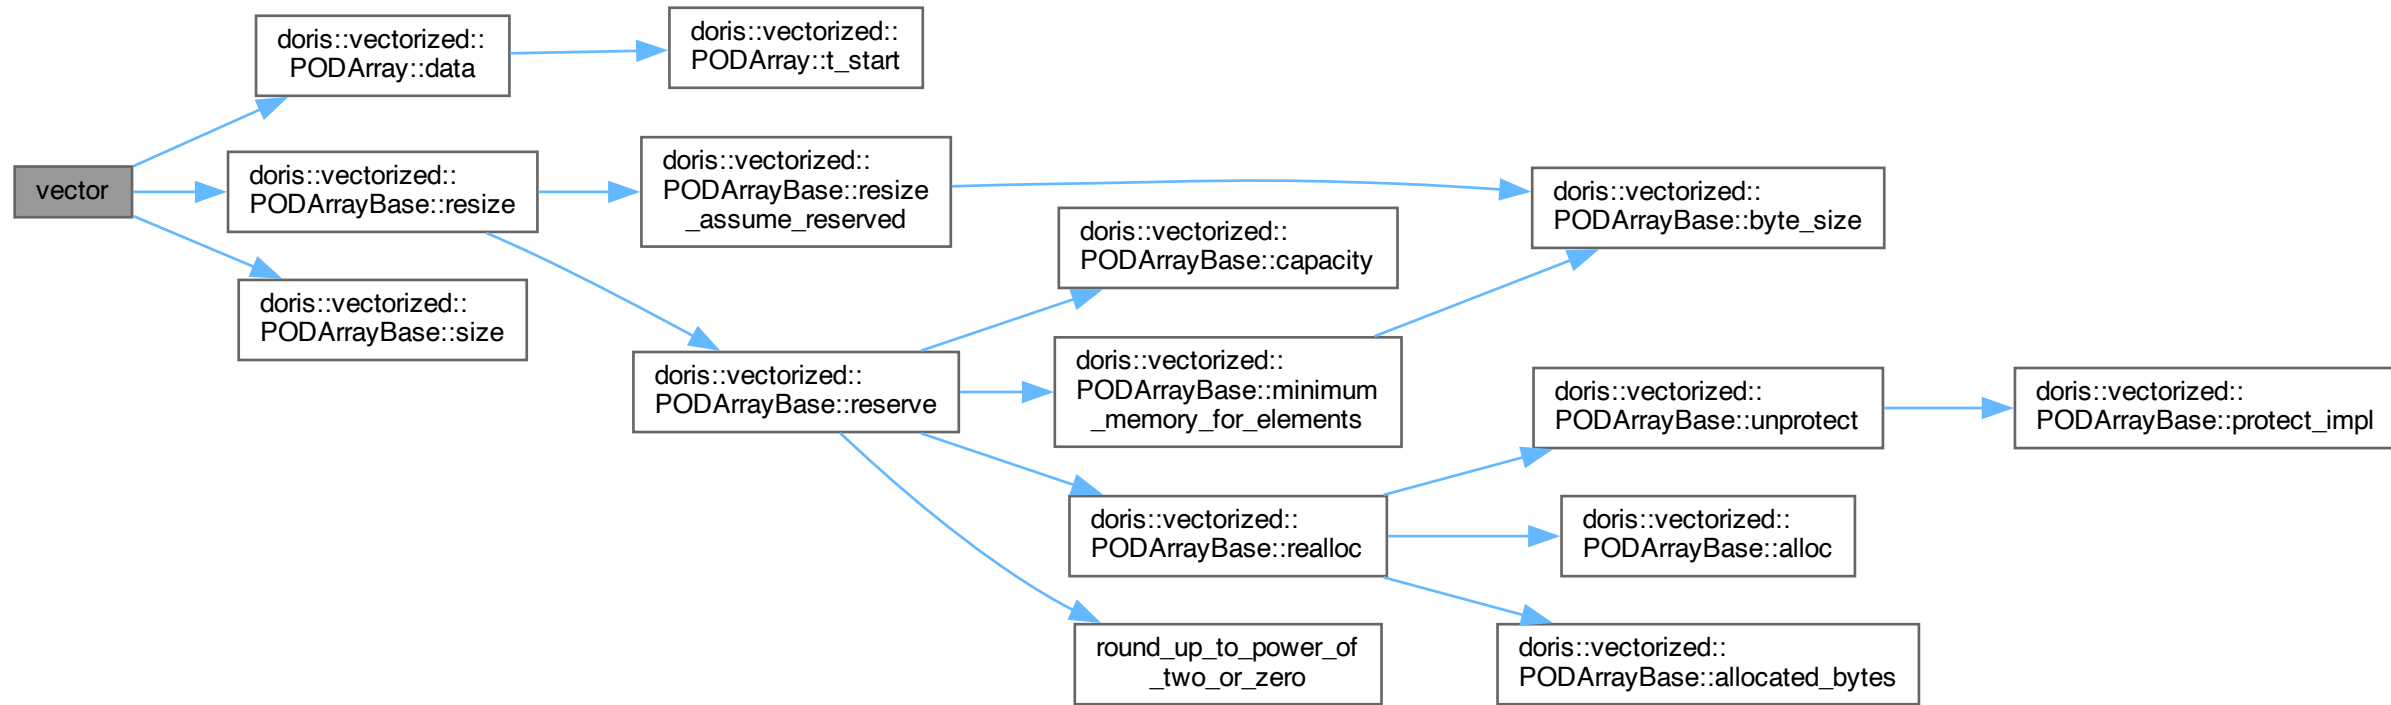 vector
doris::vectorized::
PODArray::data
doris::vectorized::
PODArrayBase::resize
doris::vectorized::
PODArrayBase::size
doris::vectorized::
PODArray::t_start
doris::vectorized::
PODArrayBase::resize
_assume_reserved
doris::vectorized::
PODArrayBase::reserve
doris::vectorized::
PODArrayBase::capacity
doris::vectorized::
PODArrayBase::minimum
_memory_for_elements
doris::vectorized::
PODArrayBase::realloc
round_up_to_power_of
_two_or_zero
doris::vectorized::
PODArrayBase::byte_size
doris::vectorized::
PODArrayBase::unprotect
doris::vectorized::
PODArrayBase::alloc
doris::vectorized::
PODArrayBase::allocated_bytes
doris::vectorized::
PODArrayBase::protect_impl